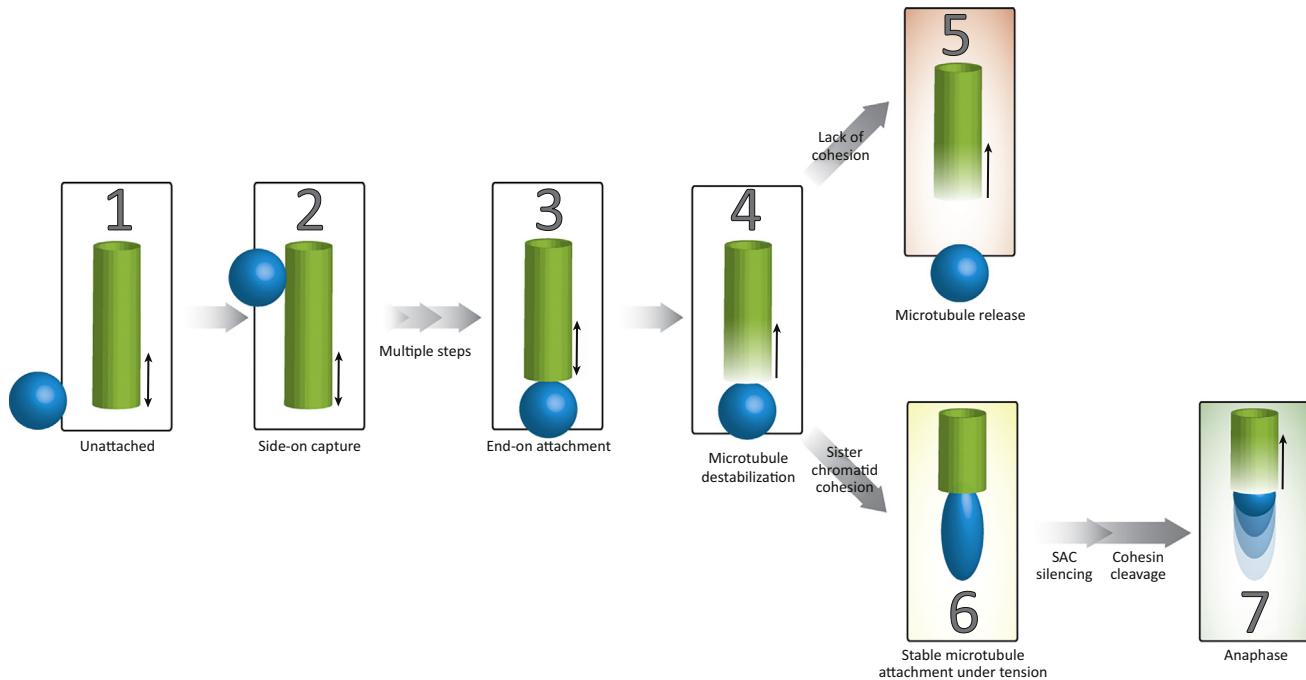 1
Unattached
2
Side-on capture
Multiple steps
3
End-on attachment
4
Microtubule
destabilization
Lack of
cohesion
5
Microtubule release
Sister
chromatid
cohesion
6
Stable microtubule
attachment under tension
SAC
silencing
Cohesin
cleavage
7
Anaphase